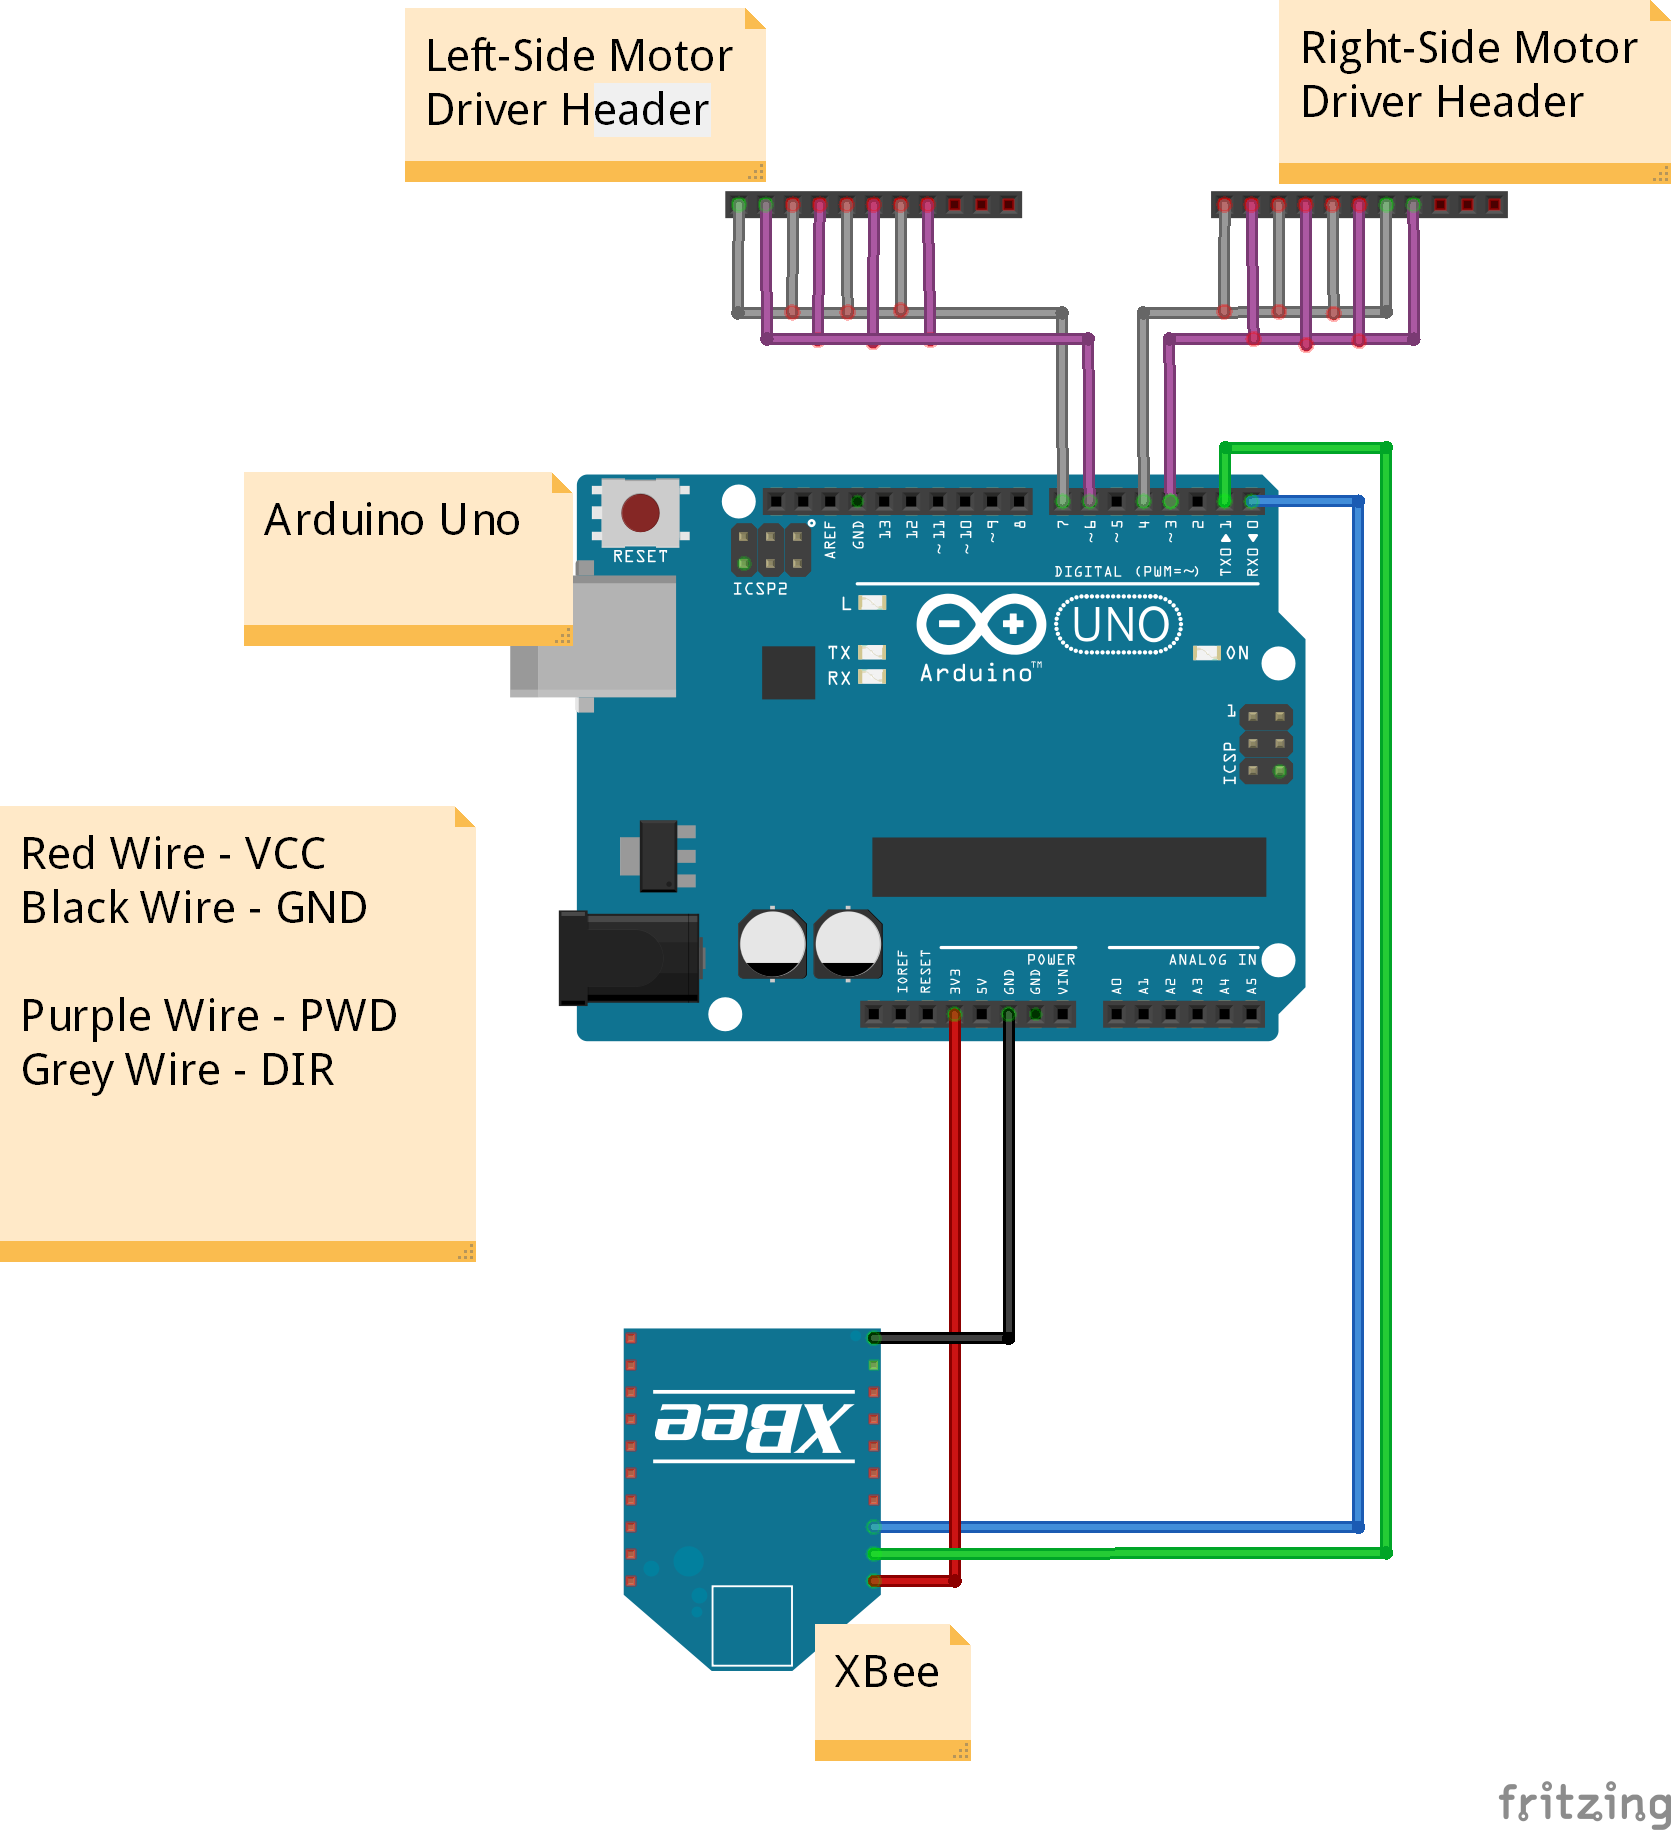 Left-Side Motor
Driver Header
Right-Side Motor
Driver Header
Arduino Uno
RESET
ICSP2
AREF
GND
13
12
~11
~10
~9
8
7
~6
~5
4
~3
2
TX0▶1
RX0◀0
DIGITAL (PWM=~)
L
TX
RX
Arduino™
UNO
ON
1
ICSP
Red Wire - VCC
Black Wire - GND
Purple Wire - PWD
Grey Wire - DIR
POWER
ANALOG IN
IOREF
RESET
3V3
5V
GND
GND
VIN
A0
A1
A2
A3
A4
A5
XBee
XBee
fritzing